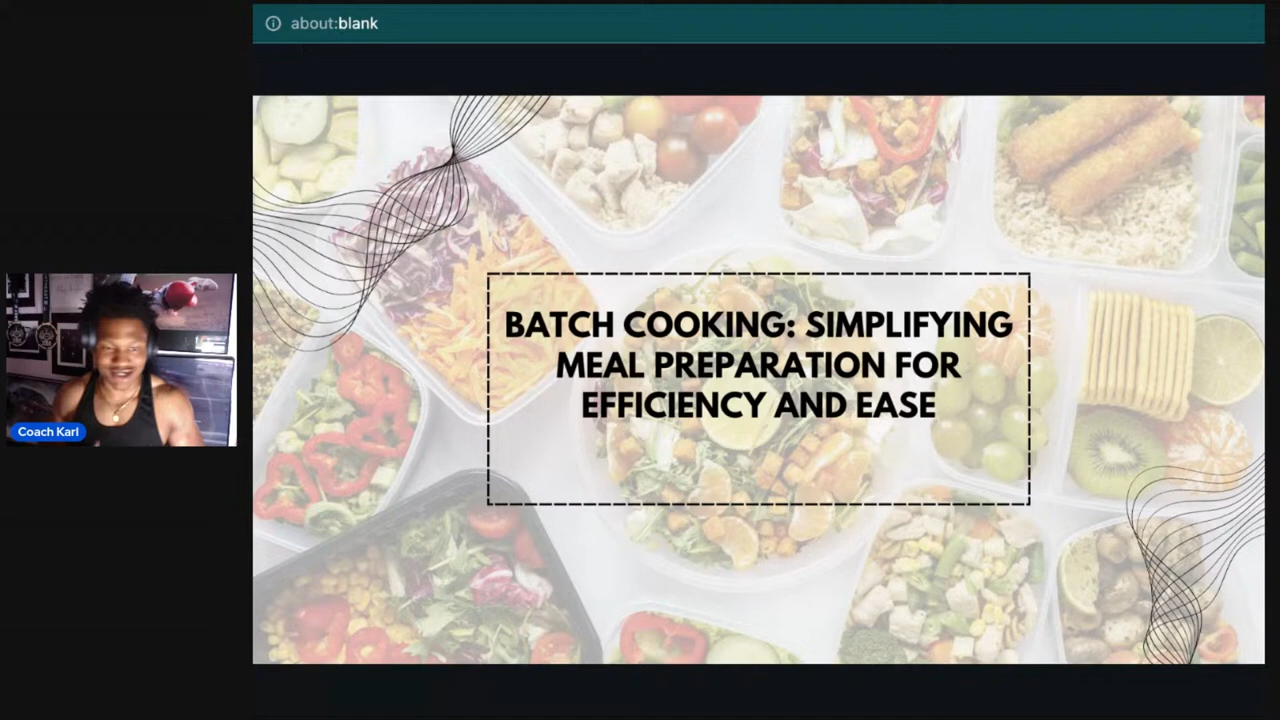 about:blank
BATCH COOKING: SIMPLIFYING
MEAL PREPARATION FOR
EFFICIENCY AND EASE
Coach Karl